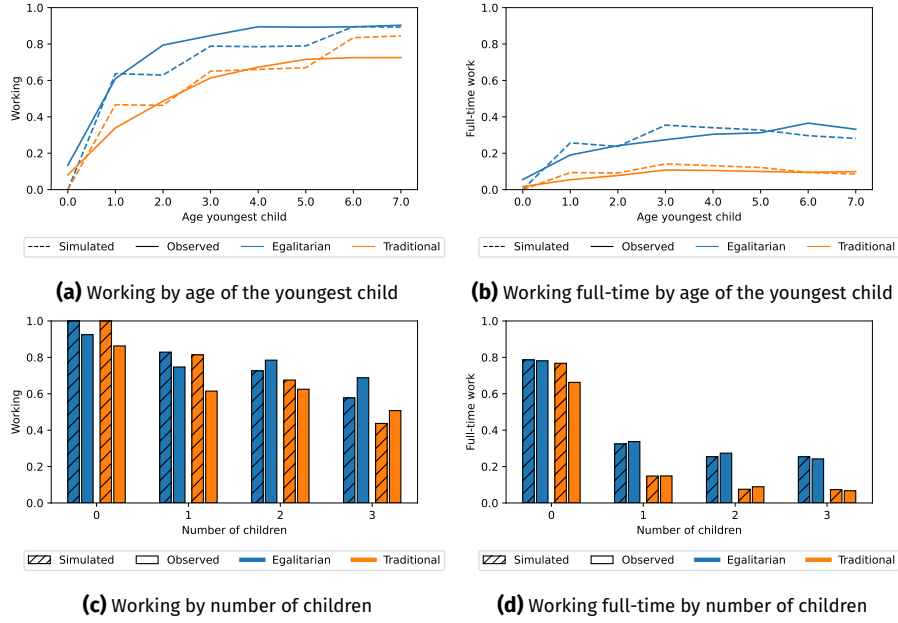 1.0
0.8
0.6
0.4
0.2
0.0
Working
0.0 1.0 2.0 3.0 4.0 5.0 6.0 7.0
Age youngest child
Simulated Observed Egalitarian Traditional
(a) Working by age of the youngest child
1.0
0.8
0.6
0.4
0.2
0.0
Full-time work
0.0 1.0 2.0 3.0 4.0 5.0 6.0 7.0
Age youngest child
Simulated Observed Egalitarian Traditional
(b) Working full-time by age of the youngest child
1.0
0.8
0.6
0.4
0.2
0.0
Working
0 1 2 3
Number of children
Simulated Observed Egalitarian Traditional
(c) Working by number of children
1.0
0.8
0.6
0.4
0.2
0.0
Full-time work
0 1 2 3
Number of children
Simulated Observed Egalitarian Traditional
(d) Working full-time by number of children